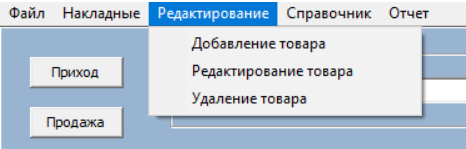 Файл Накладные Редактирование Справочник Отчет
Добавление товара
Приход
Редактирование товара
Удаление товара
Продажа